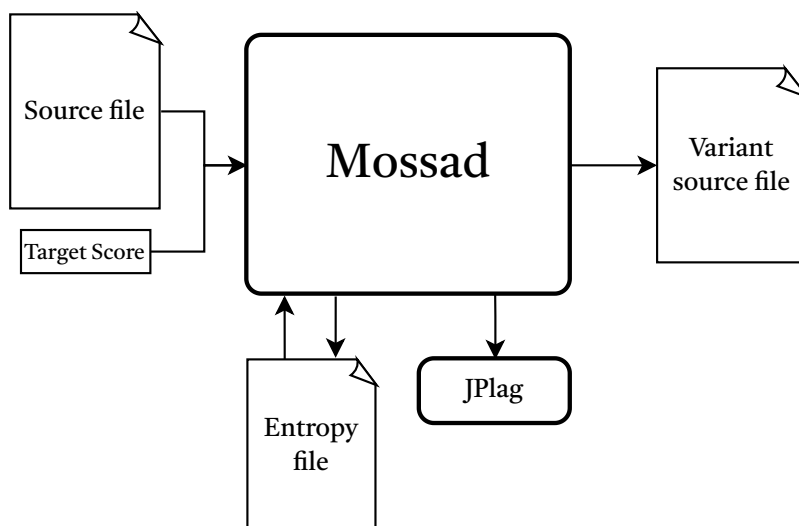 Source file
Target Score
Mossad
Variant
source file
Entropy
file
JPlag